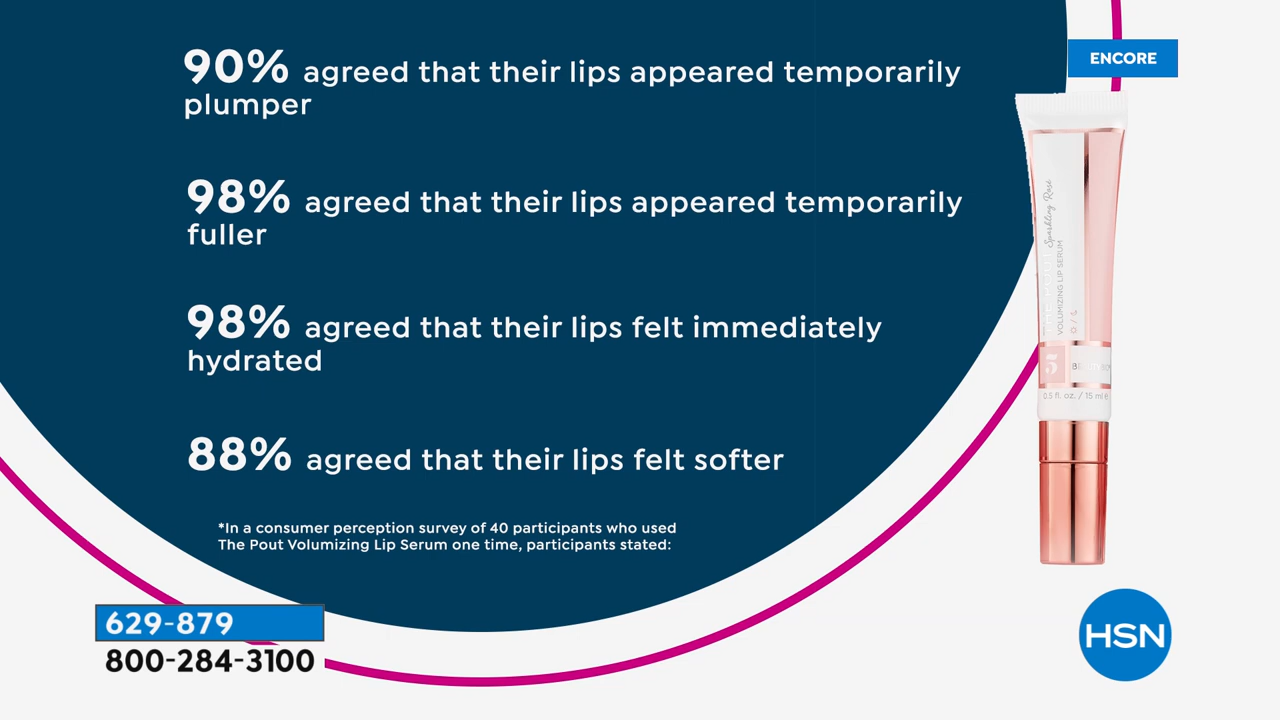 90% agreed that their lips appeared temporarily
plumper
ENCORE
98% agreed that their lips appeared temporarily
fuller
98% agreed that their lips felt immediately
hydrated
88% agreed that their lips felt softer
*In a consumer perception survey of 40 participants who used
The Pout Volumizing Lip Serum one time, participants stated:
Sparkling Rosé
VOLUMIZING LIP SERUM
5
0.5 fl. oz. / 15 ml e
629-879
800-284-3100
HSN